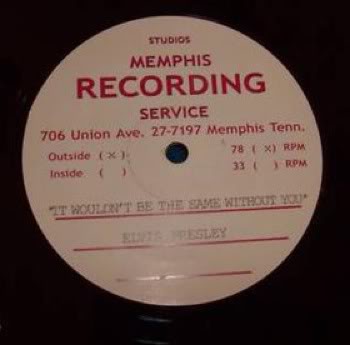 STUDIOS
MEMPHIS
RECORDING
SERVICE
706 Union Ave. 27-7197 Memphis Tenn.
Outside (X) 78 (X) RPM
Inside ( ) 33 ( ) RPM
"IT WOULDN'T BE THE SAME WITHOUT YOU"
ELVIS PRESLEY